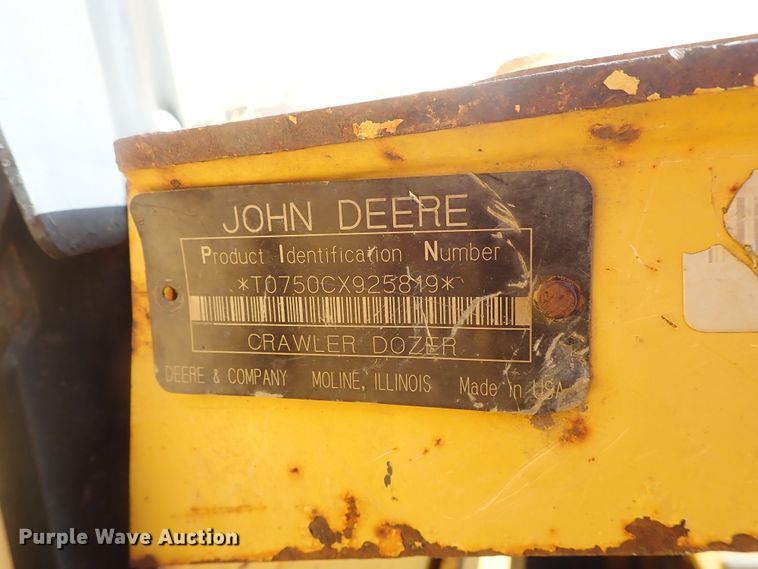 JOHN DEERE
Product Identification Number
*T0750CX925819*
CRAWLER DOZER
DEERE & COMPANY MOLINE, ILLINOIS Made in USA
Purple Wave Auction®